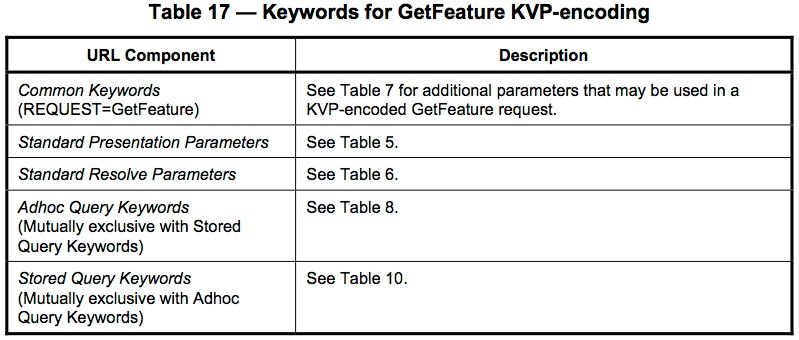 Table 17 — Keywords for GetFeature KVP-encoding
URL Component
Description
Common Keywords
(REQUEST=GetFeature)
See Table 7 for additional parameters that may be used in a
KVP-encoded GetFeature request.
Standard Presentation Parameters
See Table 5.
Standard Resolve Parameters
See Table 6.
Adhoc Query Keywords
(Mutually exclusive with Stored
Query Keywords)
See Table 8.
Stored Query Keywords
(Mutually exclusive with Adhoc
Query Keywords)
See Table 10.